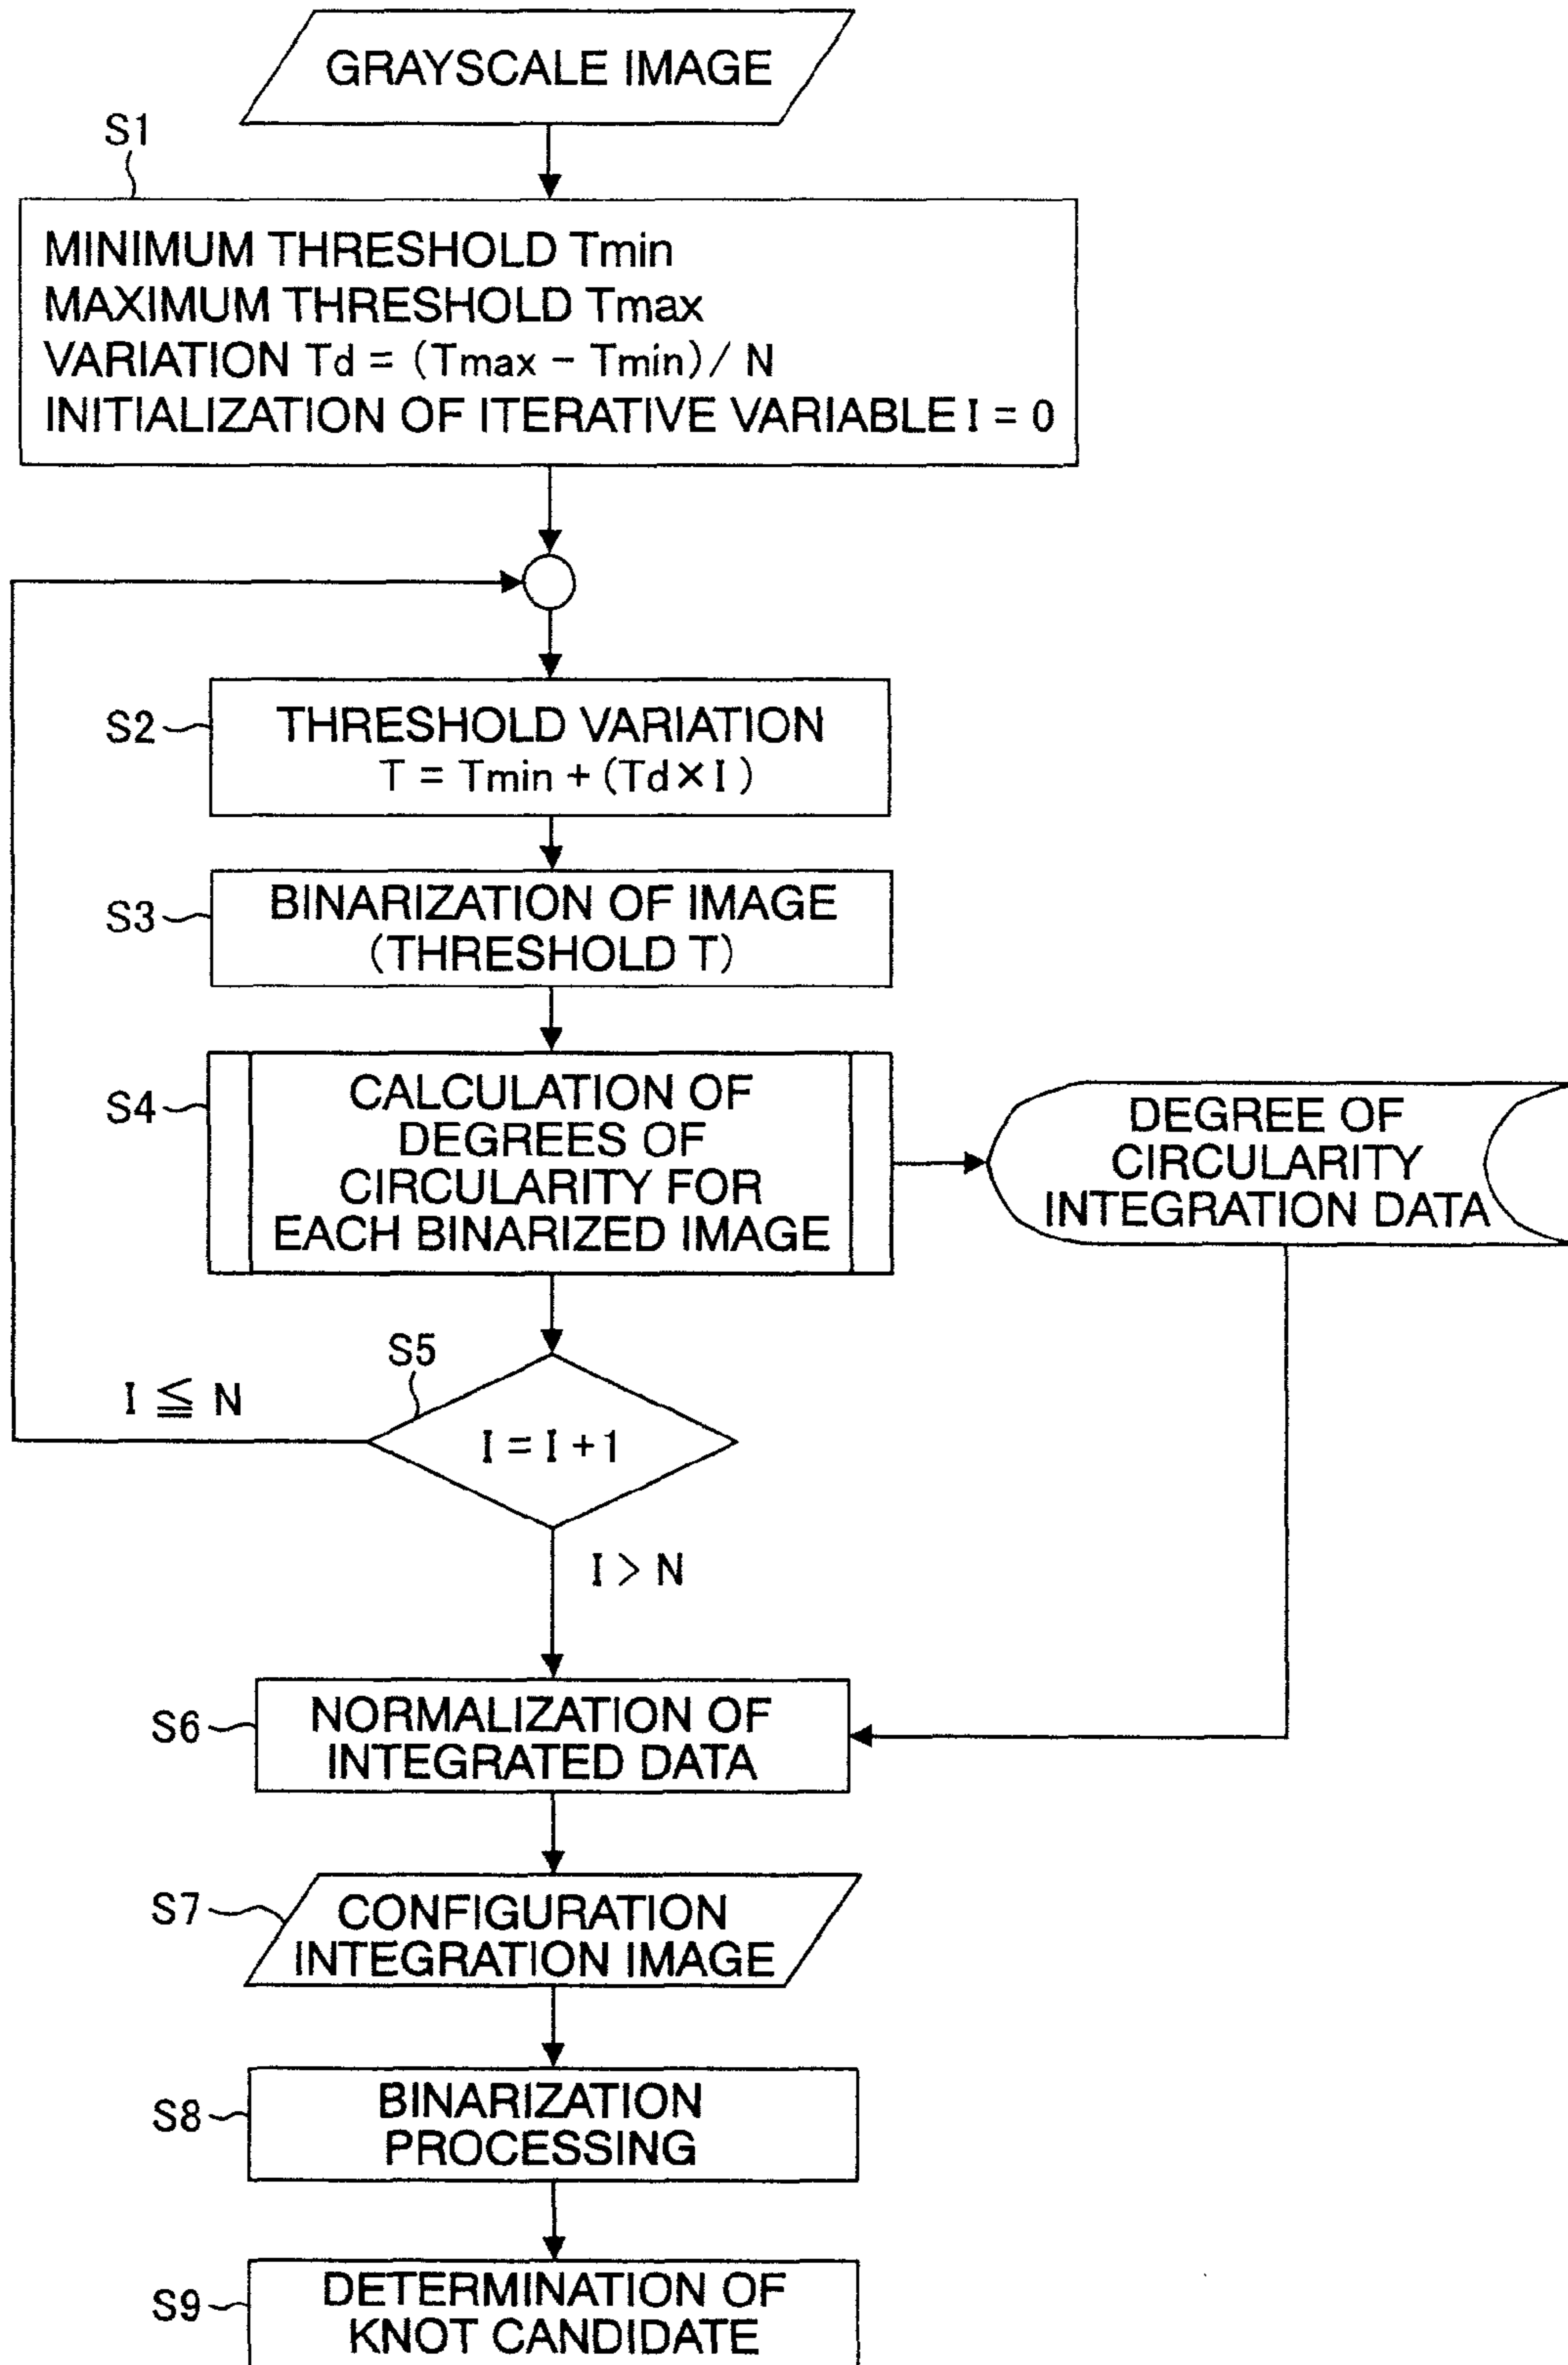 GRAYSCALE IMAGE
S1
MINIMUM THRESHOLD Tmin
MAXIMUM THRESHOLD Tmax
VARIATION Td = (Tmax - Tmin) / N
INITIALIZATION OF ITERATIVE VARIABLE I = 0
S2
THRESHOLD VARIATION
T = Tmin + (Td × I)
S3
BINARIZATION OF IMAGE
(THRESHOLD T)
S4
CALCULATION OF
DEGREES OF
CIRCULARITY FOR
EACH BINARIZED IMAGE
DEGREE OF
CIRCULARITY
INTEGRATION DATA
S5
I ≦ N
I = I + 1
I > N
S6
NORMALIZATION OF
INTEGRATED DATA
S7
CONFIGURATION
INTEGRATION IMAGE
S8
BINARIZATION
PROCESSING
S9
DETERMINATION OF
KNOT CANDIDATE